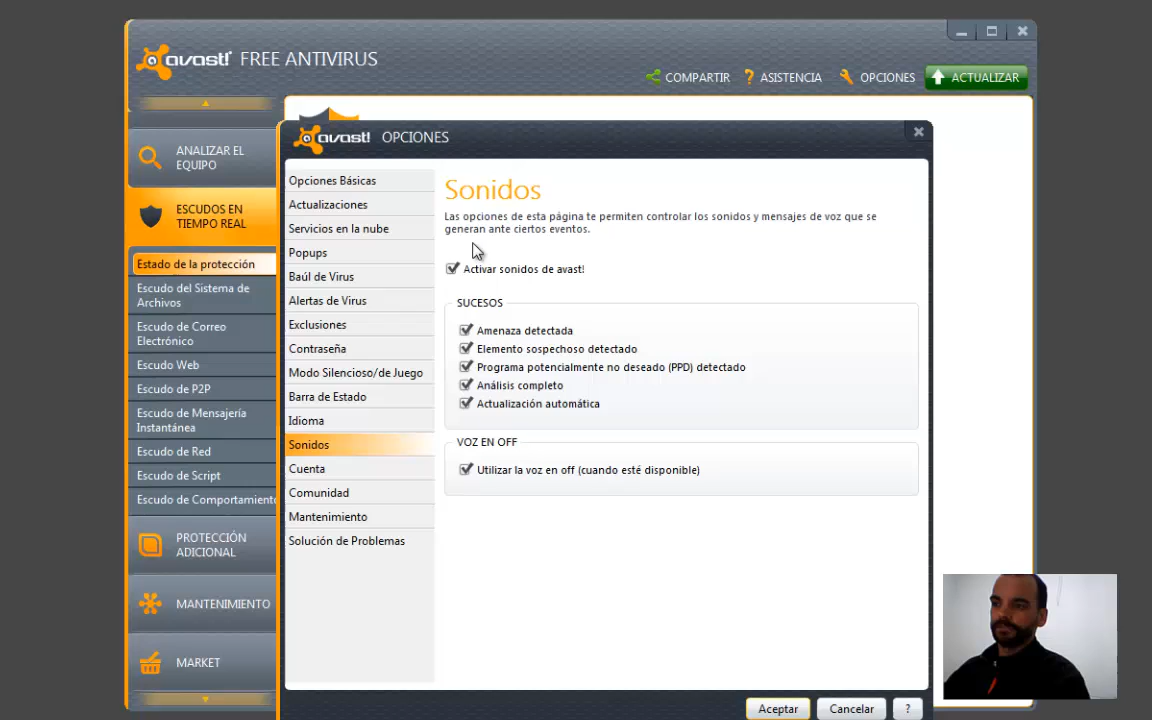 avast! FREE ANTIVIRUS
COMPARTIR
? ASISTENCIA
OPCIONES
ACTUALIZAR
ANALIZAR EL
EQUIPO
ESCUDOS EN
TIEMPO REAL
Estado de la protección
Escudo del Sistema de
Archivos
Escudo de Correo
Electrónico
Escudo Web
Escudo de P2P
Escudo de Mensajería
Instantánea
Escudo de Red
Escudo de Script
Escudo de Comportamiento
PROTECCIÓN
ADICIONAL
MANTENIMIENTO
MARKET
avast! OPCIONES
Opciones Básicas
Actualizaciones
Servicios en la nube
Popups
Baúl de Virus
Alertas de Virus
Exclusiones
Contraseña
Modo Silencioso/de Juego
Barra de Estado
Idioma
Sonidos
Cuenta
Comunidad
Mantenimiento
Solución de Problemas
Sonidos
Las opciones de esta página te permiten controlar los sonidos y mensajes de voz que se
generan ante ciertos eventos.
Activar sonidos de avast!
SUCESOS
Amenaza detectada
Elemento sospechoso detectado
Programa potencialmente no deseado (PPD) detectado
Análisis completo
Actualización automática
VOZ EN OFF
Utilizar la voz en off (cuando esté disponible)
Aceptar
Cancelar
?